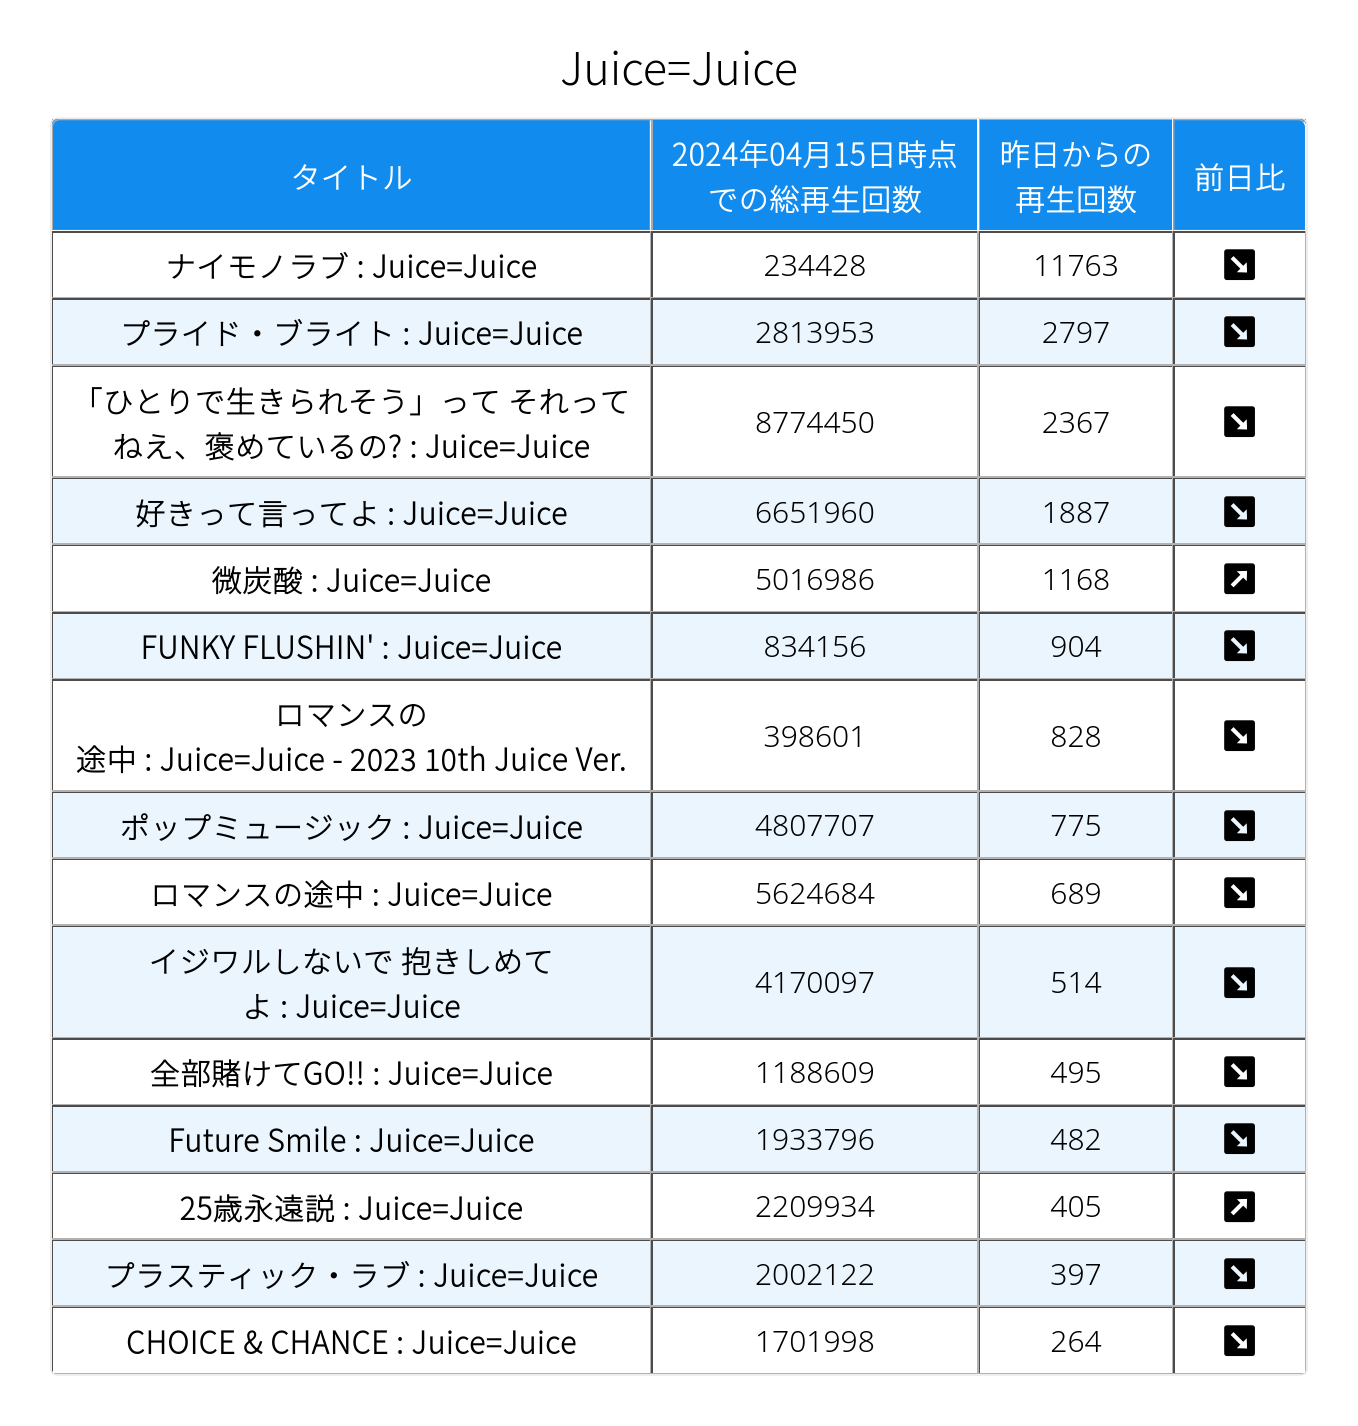 Juice=Juice
タイトル
2024年04月15日時点
での総再生回数
昨日からの
再生回数
前日比
ナイモノラブ : Juice=Juice
234428
11763
↘
プライド・ブライト : Juice=Juice
2813953
2797
↘
「ひとりで生きられそう」って それって
ねえ、褒めているの? : Juice=Juice
8774450
2367
↘
好きって言ってよ : Juice=Juice
6651960
1887
↘
微炭酸 : Juice=Juice
5016986
1168
↗
FUNKY FLUSHIN' : Juice=Juice
834156
904
↘
ロマンスの
途中 : Juice=Juice - 2023 10th Juice Ver.
398601
828
↘
ポップミュージック : Juice=Juice
4807707
775
↘
ロマンスの途中 : Juice=Juice
5624684
689
↘
イジワルしないで 抱きしめて
よ : Juice=Juice
4170097
514
↘
全部賭けてGO!! : Juice=Juice
1188609
495
↘
Future Smile : Juice=Juice
1933796
482
↘
25歳永遠説 : Juice=Juice
2209934
405
↗
プラスティック・ラブ : Juice=Juice
2002122
397
↘
CHOICE & CHANCE : Juice=Juice
1701998
264
↘